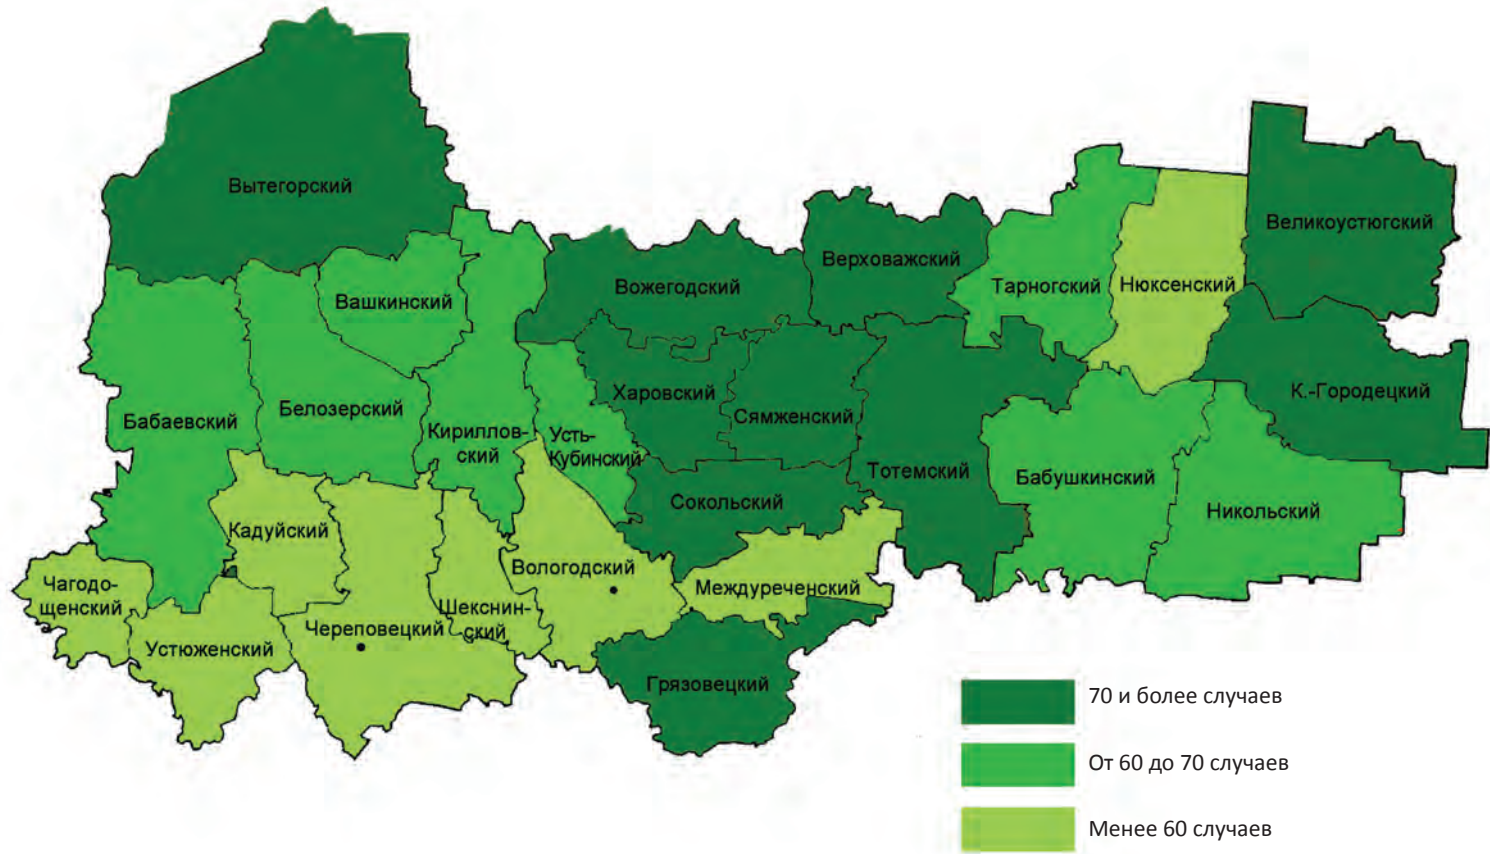 Вытегорский
Великоустюгский
Верховажский
Вожегодский
Тарногский
Нюксенский
Вашкинский
Харовский
К.-Городецкий
Бабаевский
Белозерский
Кириллов-
ский
Усть-
Кубинский
Сямженский
Тотемский
Бабушкинский
Сокольский
Никольский
Кадуйский
Вологодский
Междуреченский
Чагодо-
щенский
Шекснин-
ский
Череповецкий
Устюженский
Грязовецкий
70 и более случаев
От 60 до 70 случаев
Менее 60 случаев